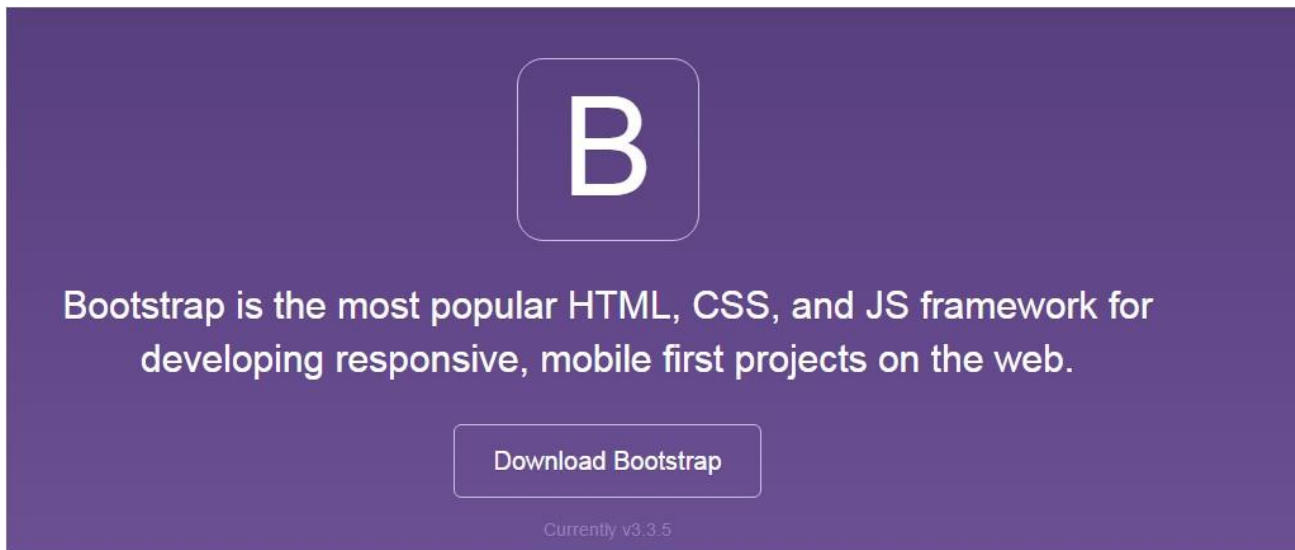 B
Bootstrap is the most popular HTML, CSS, and JS framework for
developing responsive, mobile first projects on the web.
Download Bootstrap
Currently v3.3.5